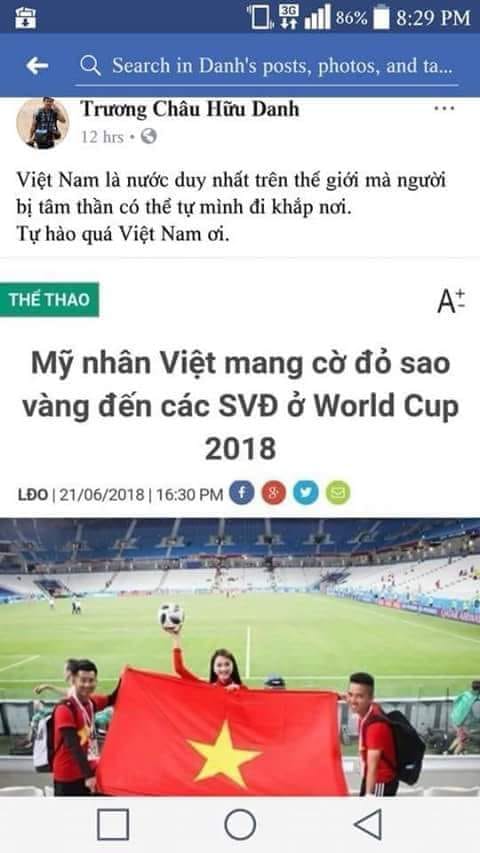 3G
86%
8:29 PM
Search in Danh's posts, photos, and ta...
Trương Châu Hữu Danh
12 hrs
Việt Nam là nước duy nhất trên thế giới mà người
bị tâm thần có thể tự mình đi khắp nơi.
Tự hào quá Việt Nam ơi.
THỂ THAO
A+-
Mỹ nhân Việt mang cờ đỏ sao
vàng đến các SVĐ ở World Cup
2018
LĐO | 21/06/2018 | 16:30 PM